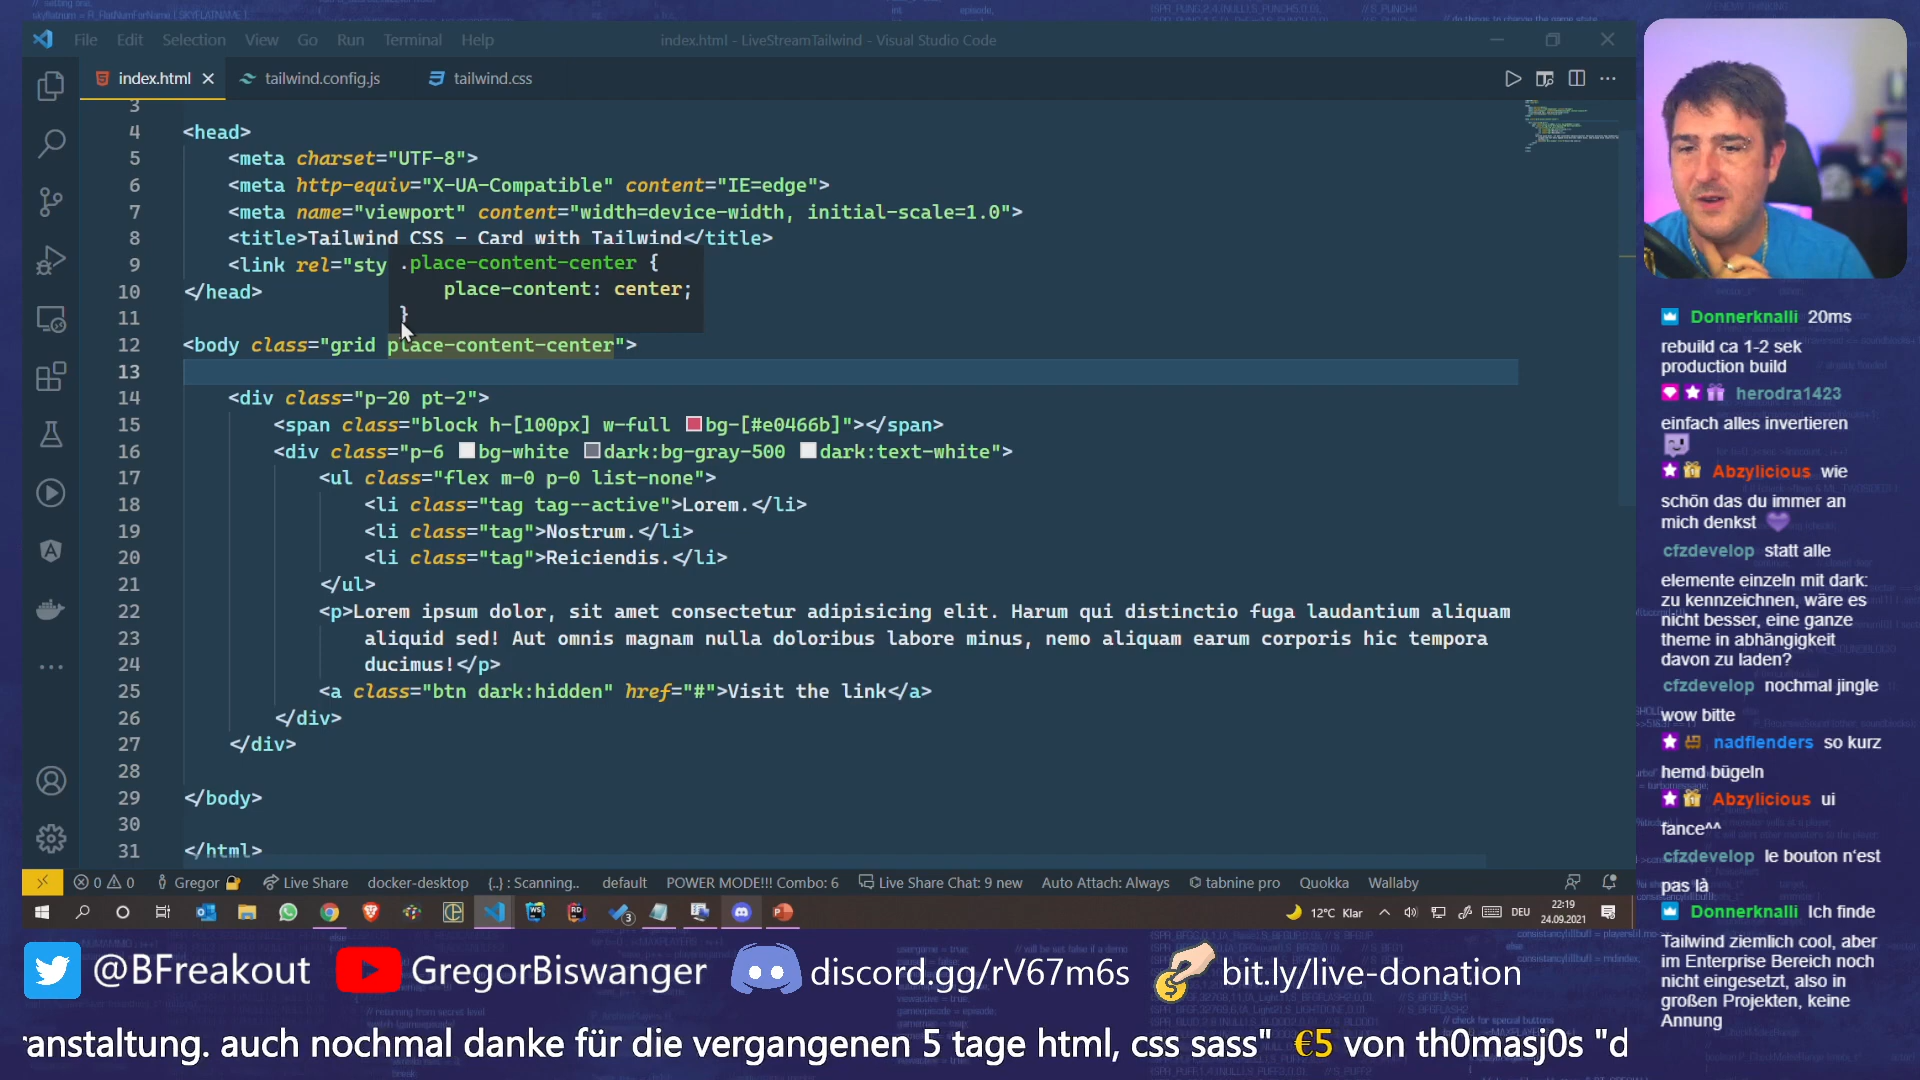 File Edit Selection View Go Run Terminal Help
index.html - LiveStreamTailwind - Visual Studio Code
index.html
tailwind.config.js
tailwind.css
3
4 <head>
5 <meta charset="UTF-8">
6 <meta http-equiv="X-UA-Compatible" content="IE=edge">
7 <meta name="viewport" content="width=device-width, initial-scale=1.0">
8 <title>Tailwind CSS - Card with Tailwind</title>
9 <link rel="sty
.place-content-center {
place-content: center;
}
10 </head>
11
12 <body class="grid place-content-center">
13
14 <div class="p-20 pt-2">
15 <span class="block h-[100px] w-full bg-[#e0466b]"></span>
16 <div class="p-6 bg-white dark:bg-gray-500 dark:text-white">
17 <ul class="flex m-0 p-0 list-none">
18 <li class="tag tag--active">Lorem.</li>
19 <li class="tag">Nostrum.</li>
20 <li class="tag">Reiciendis.</li>
21 </ul>
22 <p>Lorem ipsum dolor, sit amet consectetur adipisicing elit. Harum qui distinctio fuga laudantium aliquam
23 aliquid sed! Aut omnis magnam nulla doloribus labore minus, nemo aliquam earum corporis hic tempora
24 ducimus!</p>
25 <a class="btn dark:hidden" href="#">Visit the link</a>
26 </div>
27 </div>
28
29 </body>
30
31 </html>
0 0 Gregor Live Share docker-desktop {..} : Scanning.. default POWER MODE!!! Combo: 6 Live Share Chat: 9 new Auto Attach: Always tabnine pro Quokka Wallaby
3
12°C Klar
DEU
22:19
24.09.2021
Donnerknalli 20ms
rebuild ca 1-2 sek
production build
herodra1423
einfach alles invertieren
Abzylicious wie
schön das du immer an
mich denkst
cfzdevelop statt alle
elemente einzeln mit dark:
zu kennzeichnen, wäre es
nicht besser, eine ganze
theme in abhängigkeit
davon zu laden?
cfzdevelop nochmal jingle
wow bitte
nadflenders so kurz
hemd bügeln
Abzylicious ui
fance^^
cfzdevelop le bouton n'est
pas là
Donnerknalli Ich finde
Tailwind ziemlich cool, aber
im Enterprise Bereich noch
nicht eingesetzt, also in
großen Projekten, keine
Annung
@BFreakout GregorBiswanger discord.gg/rV67m6s bit.ly/live-donation
anstaltung. auch nochmal danke für die vergangenen 5 tage html, css sass" €5 von th0masj0s "d